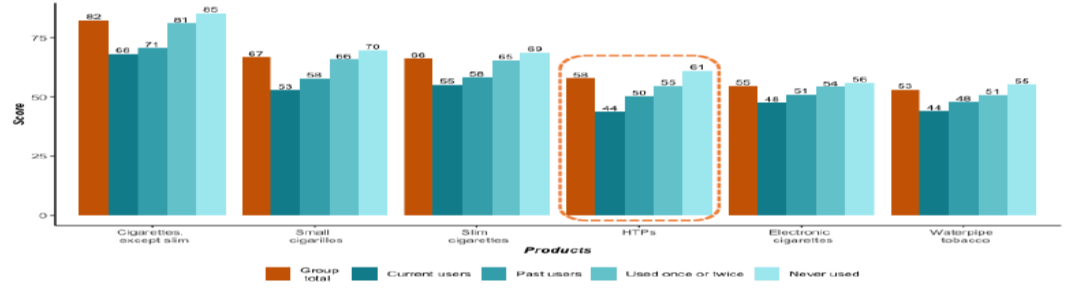 82 68 71 81 85
67 53 58 66 70
66 55 58 65 69
58 44 50 55 61
55 48 51 54 56
53 44 48 51 55
75
50
25
0
Score
Cigarettes, except slim
Small cigarillos
Slim cigarettes
HTPs
Electronic cigarettes
Waterpipe tobacco
Products
Group total
Current users
Past users
Used once or twice
Never used